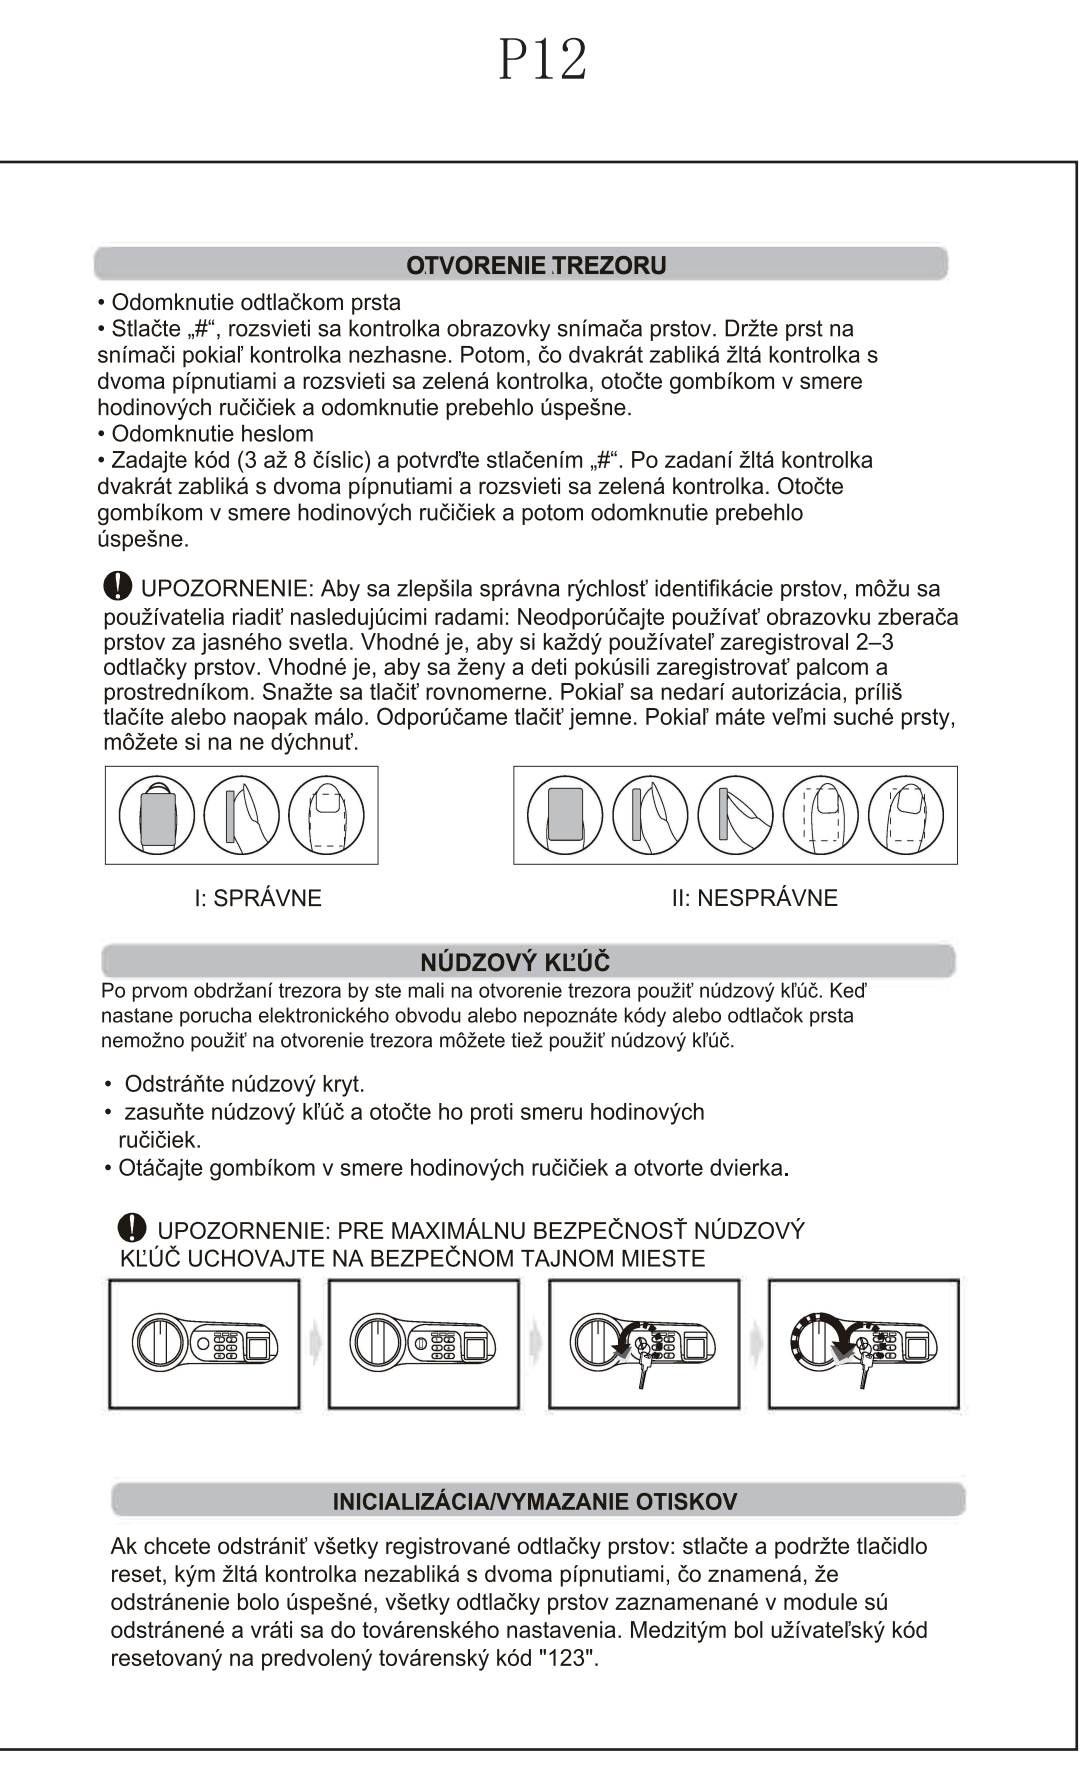 P12
OTVORENIE TREZORU
• Odomknutie odtlačkom prsta
• Stlačte „#“, rozsvieti sa kontrolka obrazovky snímača prstov. Držte prst na
snímači pokiaľ kontrolka nezhasne. Potom, čo dvakrát zabliká žltá kontrolka s
dvoma pípnutiami a rozsvieti sa zelená kontrolka, otočte gombíkom v smere
hodinových ručičiek a odomknutie prebehlo úspešne.
• Odomknutie heslom
• Zadajte kód (3 až 8 číslic) a potvrďte stlačením „#“. Po zadaní žltá kontrolka
dvakrát zabliká s dvoma pípnutiami a rozsvieti sa zelená kontrolka. Otočte
gombíkom v smere hodinových ručičiek a potom odomknutie prebehlo
úspešne.
UPOZORNENIE: Aby sa zlepšila správna rýchlosť identifikácie prstov, môžu sa
používatelia riadiť nasledujúcimi radami: Neodporúčajte používať obrazovku zberača
prstov za jasného svetla. Vhodné je, aby si každý používateľ zaregistroval 2–3
odtlačky prstov. Vhodné je, aby sa ženy a deti pokúsili zaregistrovať palcom a
prostredníkom. Snažte sa tlačiť rovnomerne. Pokiaľ sa nedarí autorizácia, príliš
tlačíte alebo naopak málo. Odporúčame tlačiť jemne. Pokiaľ máte veľmi suché prsty,
môžete si na ne dýchnuť.
I: SPRÁVNE
II: NESPRÁVNE
NÚDZOVÝ KĽÚČ
Po prvom obdržaní trezora by ste mali na otvorenie trezora použiť núdzový kľúč. Keď
nastane porucha elektronického obvodu alebo nepoznáte kódy alebo odtlačok prsta
nemožno použiť na otvorenie trezora môžete tiež použiť núdzový kľúč.
• Odstráňte núdzový kryt.
• zasuňte núdzový kľúč a otočte ho proti smeru hodinových
ručičiek.
• Otáčajte gombíkom v smere hodinových ručičiek a otvorte dvierka.
UPOZORNENIE: PRE MAXIMÁLNU BEZPEČNOSŤ NÚDZOVÝ
KĽÚČ UCHOVAJTE NA BEZPEČNOM TAJNOM MIESTE
INICIALIZÁCIA/VYMAZANIE OTISKOV
Ak chcete odstrániť všetky registrované odtlačky prstov: stlačte a podržte tlačidlo
reset, kým žltá kontrolka nezabliká s dvoma pípnutiami, čo znamená, že
odstránenie bolo úspešné, všetky odtlačky prstov zaznamenané v module sú
odstránené a vráti sa do továrenského nastavenia. Medzitým bol užívateľský kód
resetovaný na predvolený továrenský kód "123".